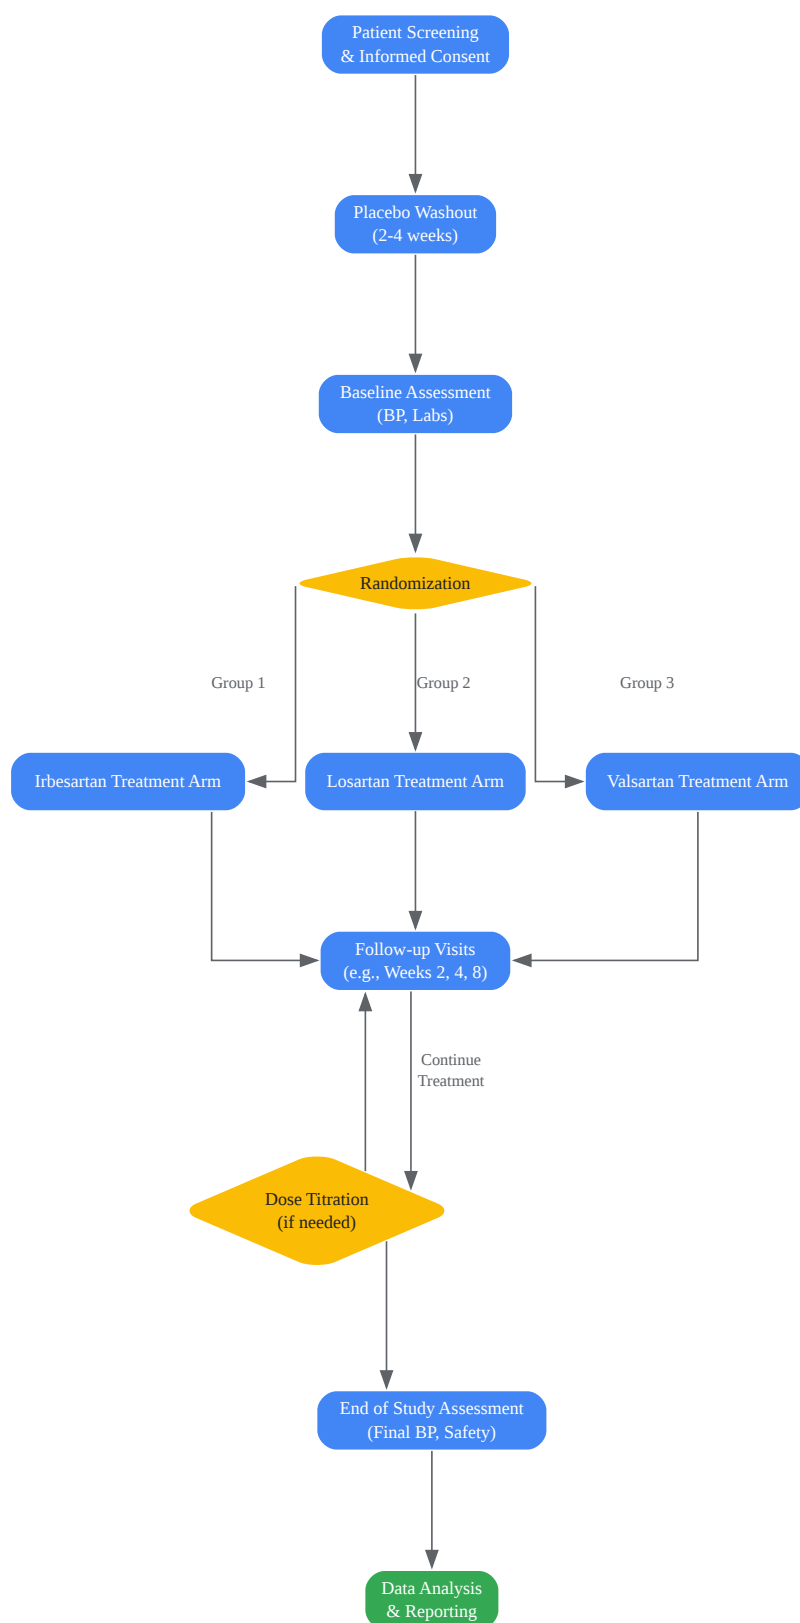 Patient Screening
& Informed Consent
Placebo Washout
(2-4 weeks)
Baseline Assessment
(BP, Labs)
Randomization
Group 1
Group 2
Group 3
Irbesartan Treatment Arm
Losartan Treatment Arm
Valsartan Treatment Arm
Follow-up Visits
(e.g., Weeks 2, 4, 8)
Continue
Treatment
Dose Titration
(if needed)
End of Study Assessment
(Final BP, Safety)
Data Analysis
& Reporting